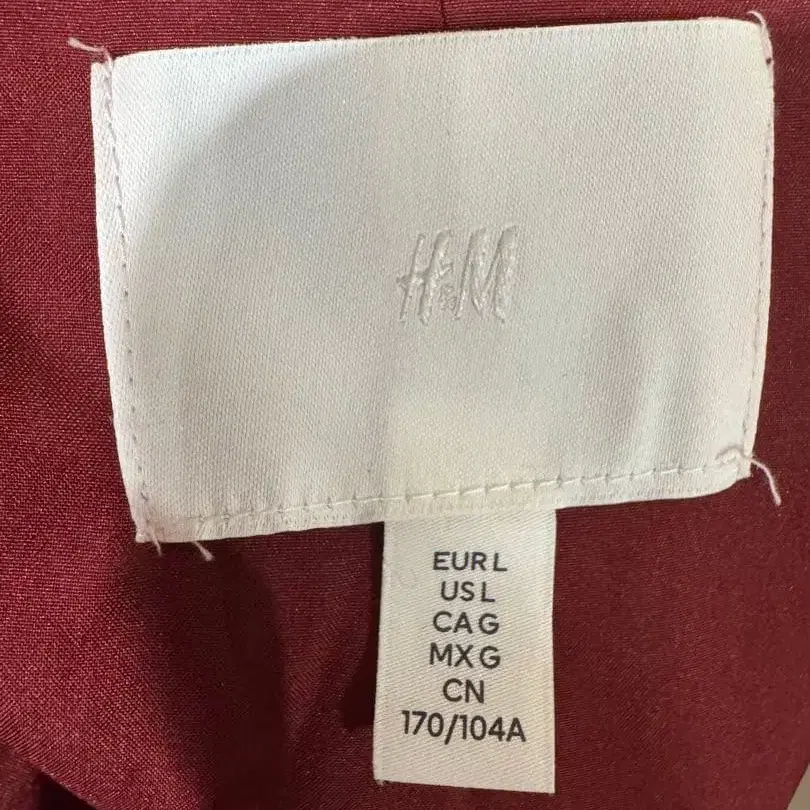 H&M
EUR L
US L
CA G
MX G
CN
170/104A